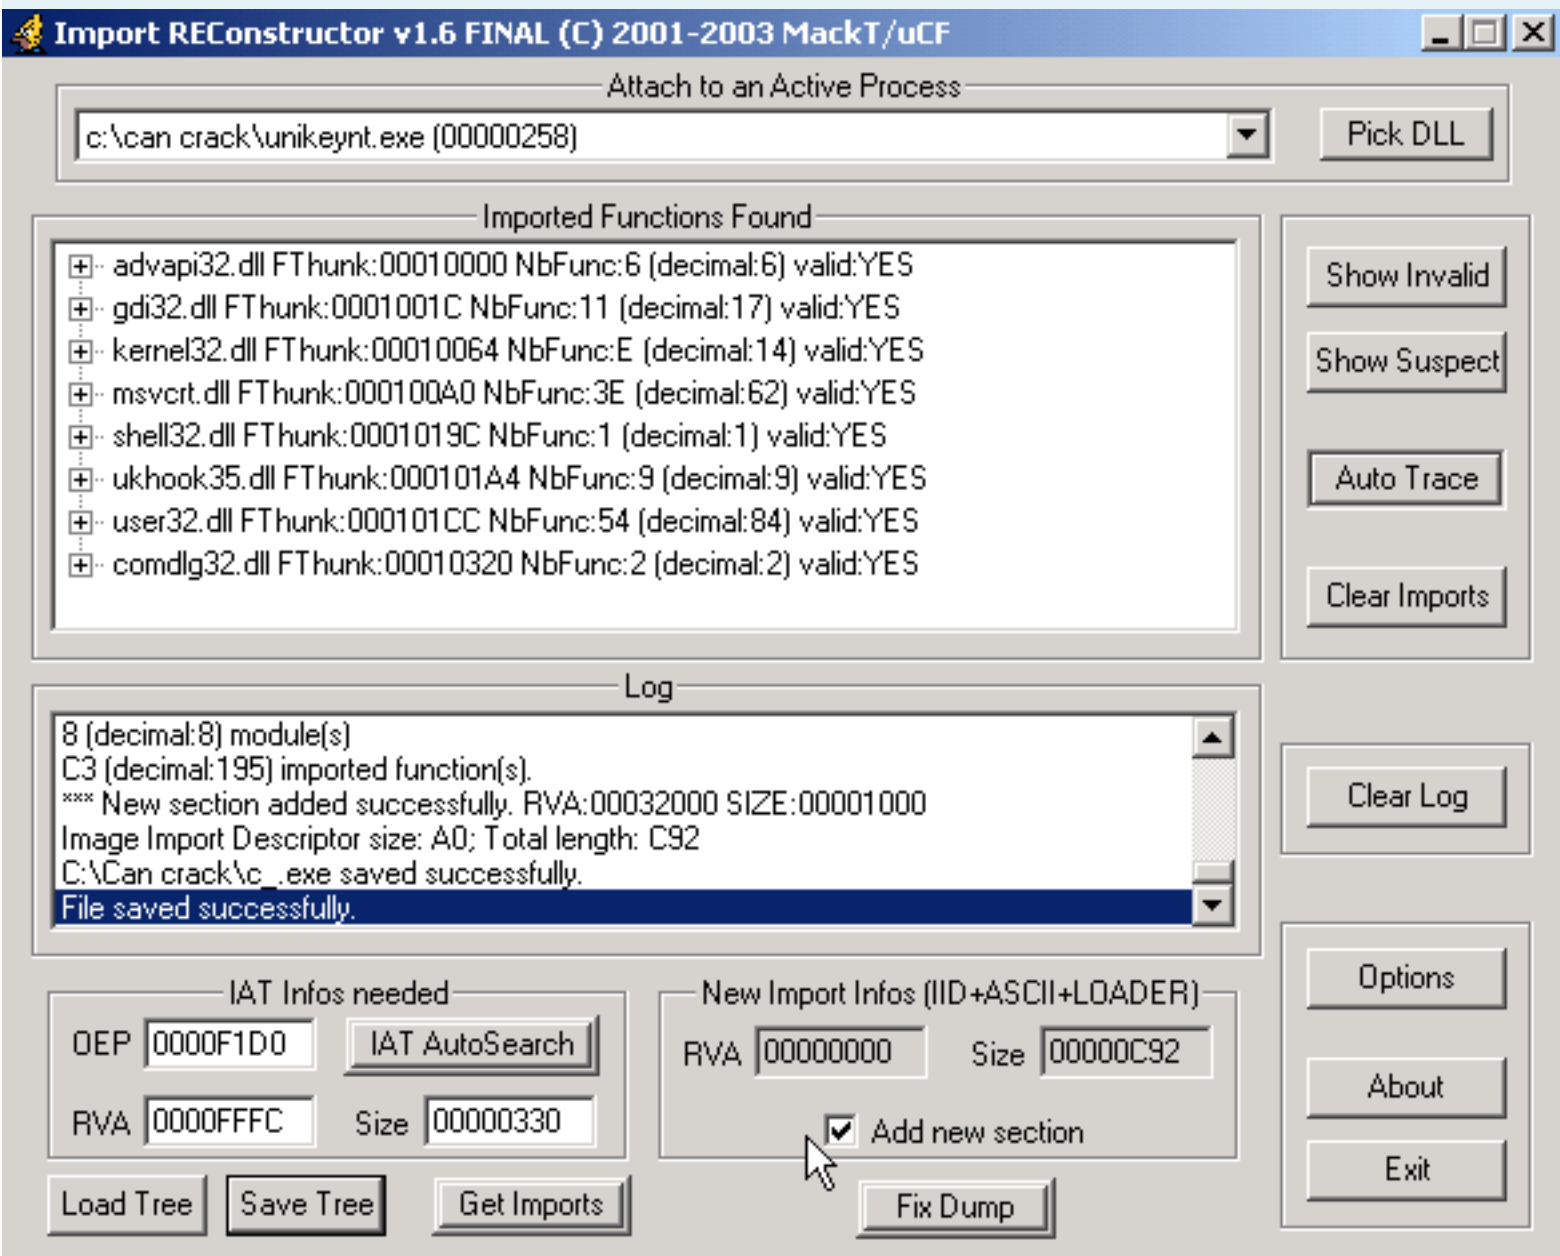 Import REConstructor v1.6 FINAL (C) 2001-2003 MackT/uCF
Attach to an Active Process
c:\can crack\unikeynt.exe (00000258)
Pick DLL
Imported Functions Found
advapi32.dll FThunk:00010000 NbFunc:6 (decimal:6) valid:YES
gdi32.dll FThunk:0001001C NbFunc:11 (decimal:17) valid:YES
kernel32.dll FThunk:00010064 NbFunc:E (decimal:14) valid:YES
msvcrt.dll FThunk:000100A0 NbFunc:3E (decimal:62) valid:YES
shell32.dll FThunk:0001019C NbFunc:1 (decimal:1) valid:YES
ukhook35.dll FThunk:000101A4 NbFunc:9 (decimal:9) valid:YES
user32.dll FThunk:000101CC NbFunc:54 (decimal:84) valid:YES
comdlg32.dll FThunk:00010320 NbFunc:2 (decimal:2) valid:YES
Show Invalid
Show Suspect
Auto Trace
Clear Imports
Log
8 (decimal:8) module(s)
C3 (decimal:195) imported function(s).
*** New section added successfully. RVA:00032000 SIZE:00001000
Image Import Descriptor size: A0; Total length: C92
C:\Can crack\c_.exe saved successfully.
File saved successfully.
Clear Log
IAT Infos needed
OEP 0000F1D0 IAT AutoSearch
RVA 0000FFFC Size 00000330
New Import Infos (IID+ASCII+LOADER)
RVA 00000000 Size 00000C92
Add new section
Options
About
Exit
Load Tree Save Tree Get Imports Fix Dump